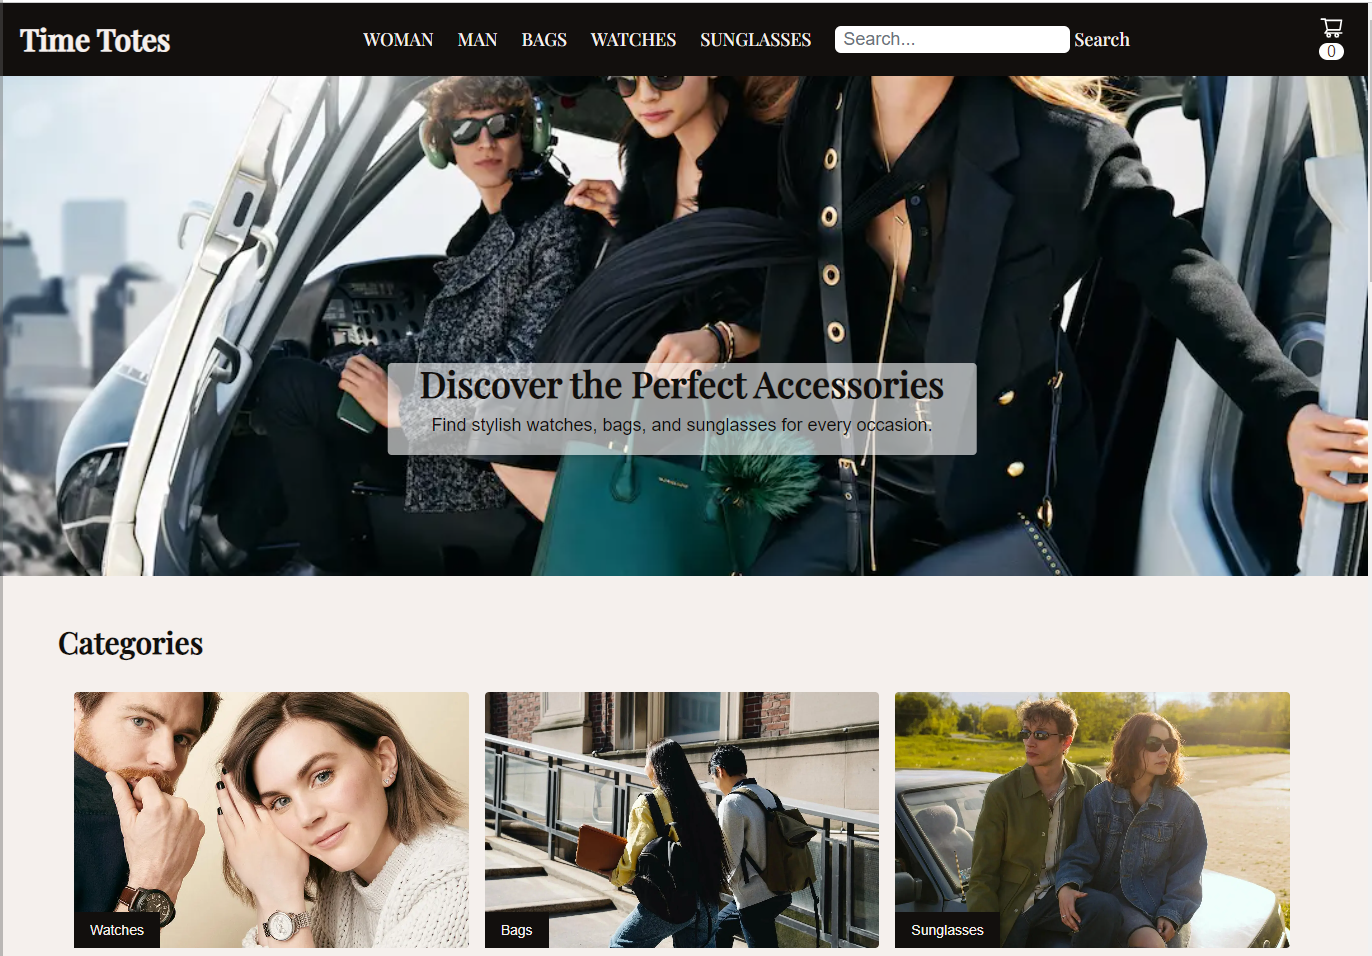 Time Totes
WOMAN MAN BAGS WATCHES SUNGLASSES Search... Search
0
Discover the Perfect Accessories
Find stylish watches, bags, and sunglasses for every occasion.
Categories
Watches
Bags
Sunglasses